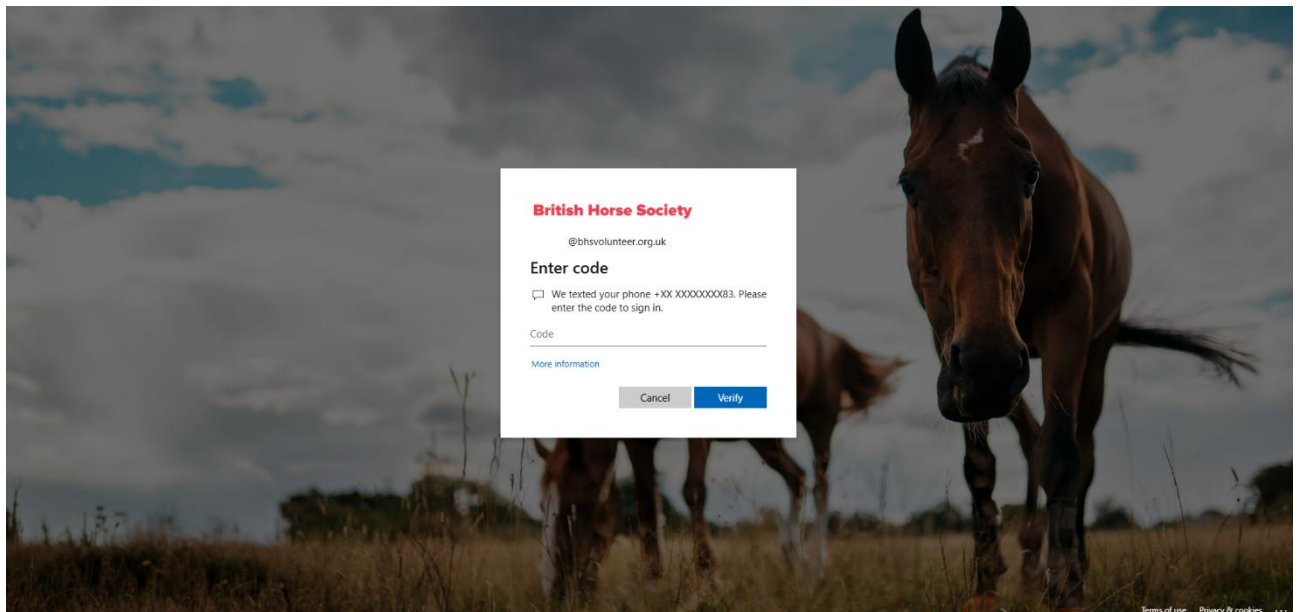 British Horse Society
@bhsvolunteer.org.uk
Enter code
We texted your phone +XX XXXXXXXX83. Please
enter the code to sign in.
Code
More information
Cancel Verify
Terms of use Privacy & cookies ...